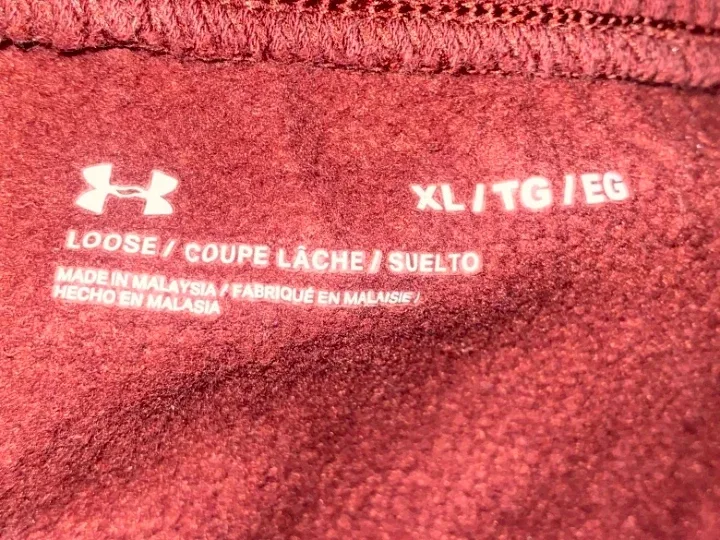 XL / TG / EG
LOOSE / COUPE LÂCHE / SUELTO
MADE IN MALAYSIA / FABRIQUÉ EN MALAISIE /
HECHO EN MALASIA